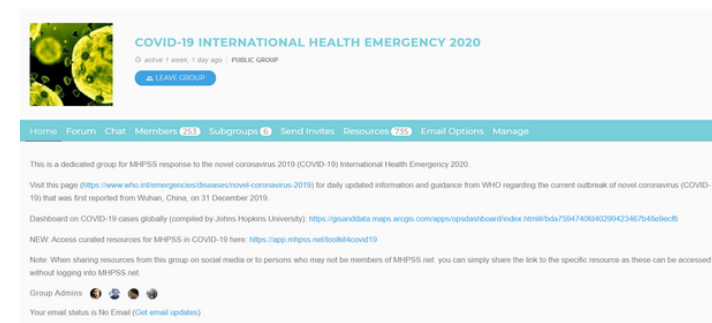 COVID-19 INTERNATIONAL HEALTH EMERGENCY 2020
active 1 week, 1 day ago | PUBLIC GROUP
LEAVE GROUP
Home Forum Chat Members 253 Subgroups 6 Send Invites Resources 735 Email Options Manage
This is a dedicated group for MHPSS response to the novel coronavirus 2019 (COVID-19) International Health Emergency 2020.
Visit this page (https://www.who.int/emergencies/diseases/novel-coronavirus-2019) for daily updated information and guidance from WHO regarding the current outbreak of novel coronavirus (COVID-
19) that was first reported from Wuhan, China, on 31 December 2019.
Dashboard on COVID-19 cases globally (compiled by Johns Hopkins University): https://gisanddata.maps.arcgis.com/apps/opsdashboard/index.html#/bda7594740fd40299423467b48e9ecf6
NEW: Access curated resources for MHPSS in COVID-19 here: https://app.mhpss.net/toolkit4covid19
Note: When sharing resources from this group on social media or to persons who may not be members of MHPSS.net. you can simply share the link to the specific resource as these can be accessed
without logging into MHPSS.net.
Group Admins
Your email status is No Email (Get email updates)